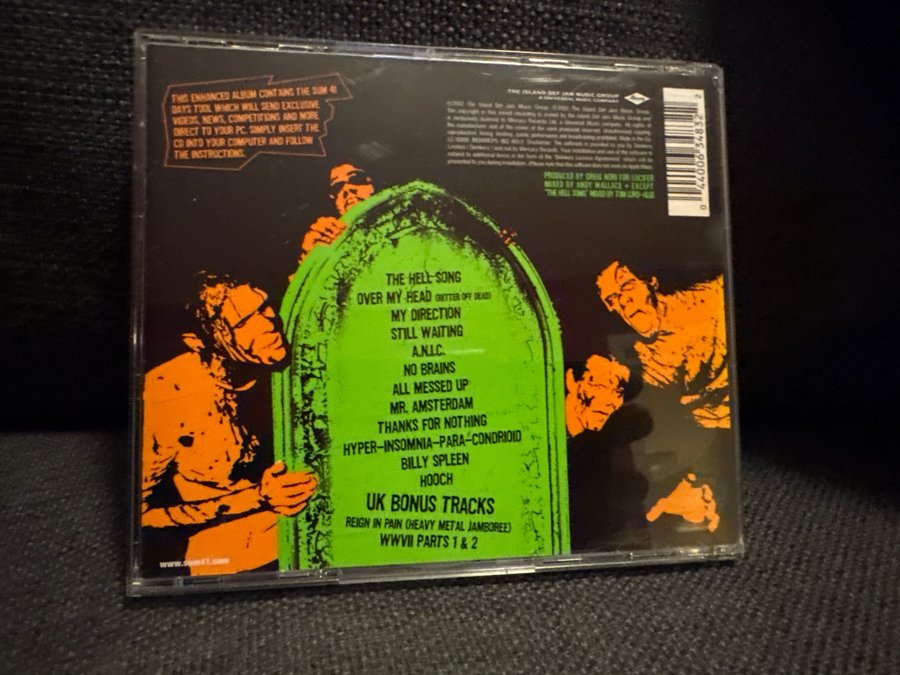 THIS ENHANCED ALBUM CONTAINS THE SUM 41
DAYS TOOL WHICH WILL SEND EXCLUSIVE
VIDEOS, NEWS, COMPETITIONS AND MORE
DIRECT TO YOUR PC. SIMPLY INSERT THE
CD INTO YOUR COMPUTER AND FOLLOW
THE INSTRUCTIONS.
THE ISLAND DEF JAM MUSIC GROUP
A UNIVERSAL MUSIC COMPANY
PRODUCED BY GREIG NORI FOR LUCIFER
MIXED BY ANDY WALLACE + EXCEPT
"THE HELL SONG" MIXED BY TOM LORD-ALGE
0 44006 34832 2
THE HELL SONG
OVER MY HEAD (BETTER OFF DEAD)
MY DIRECTION
STILL WAITING
A.N.I.C.
NO BRAINS
ALL MESSED UP
MR. AMSTERDAM
THANKS FOR NOTHING
HYPER-INSOMNIA-PARA-CONDRIOID
BILLY SPLEEN
HOOCH
UK BONUS TRACKS
REIGN IN PAIN (HEAVY METAL JAMBOREE)
WWVII PARTS 1 & 2
www.sum41.com